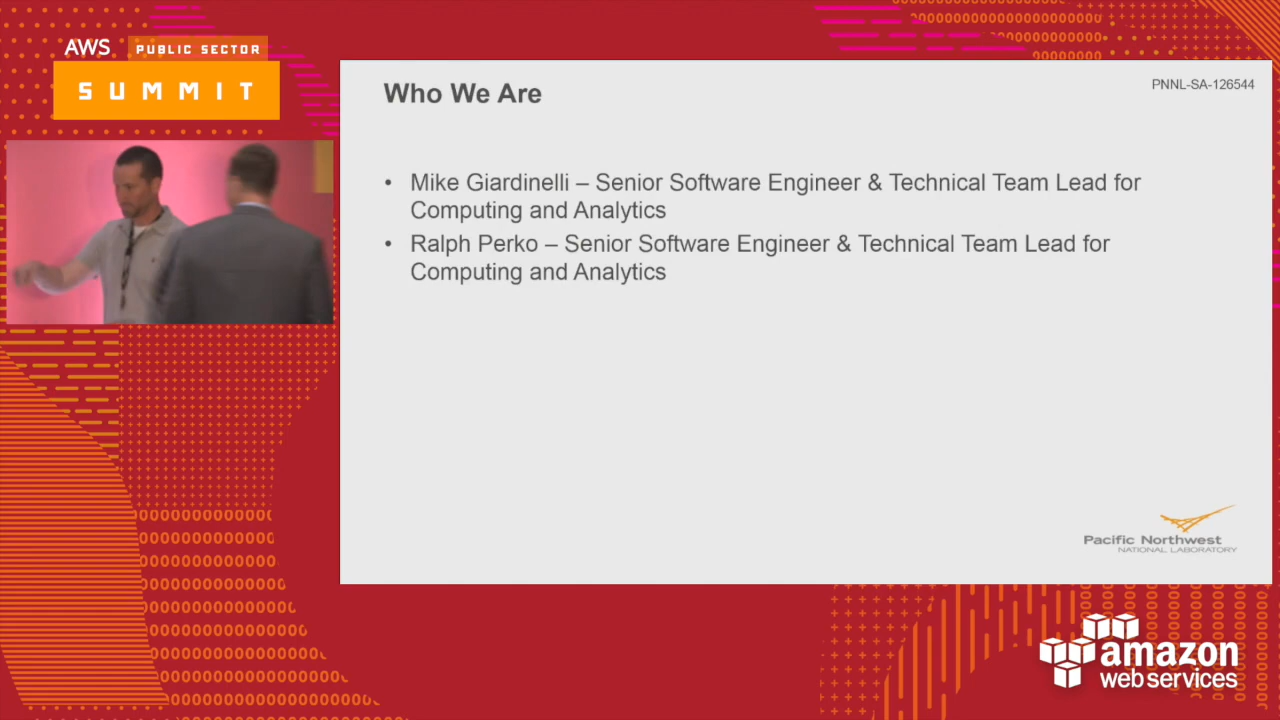 AWS PUBLIC SECTOR
SUMMIT
Who We Are
PNNL-SA-126544
• Mike Giardinelli – Senior Software Engineer & Technical Team Lead for
Computing and Analytics
• Ralph Perko – Senior Software Engineer & Technical Team Lead for
Computing and Analytics
Pacific Northwest
NATIONAL LABORATORY
amazon
web services